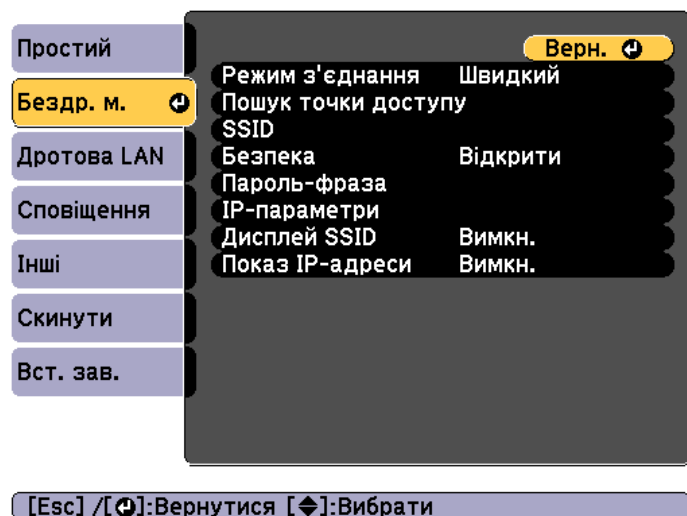 Простий
Бездр. м.
Дротова LAN
Сповіщення
Інші
Скинути
Вст. зав.
Верн.
Режим з'єднання Швидкий
Пошук точки доступу
SSID
Безпека Відкрити
Пароль-фраза
IP-параметри
Дисплей SSID Вимкн.
Показ IP-адреси Вимкн.
[Esc] /[]:Вернутися []:Вибрати